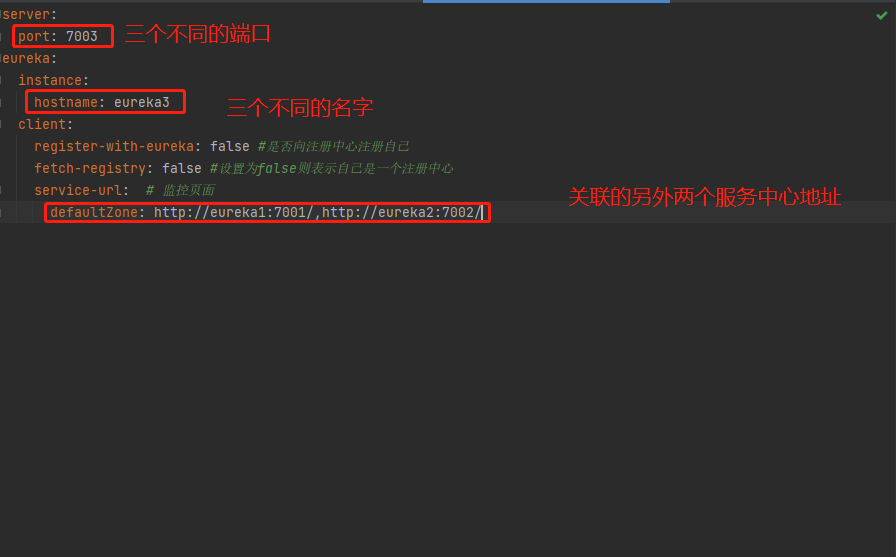 server:
port: 7003 三个不同的端口
eureka:
instance:
hostname: eureka3 三个不同的名字
client:
register-with-eureka: false #是否向注册中心注册自己
fetch-registry: false #设置为false则表示自己是一个注册中心
service-url: # 监控页面
defaultZone: http://eureka1:7001/,http://eureka2:7002/ 关联的另外两个服务中心地址